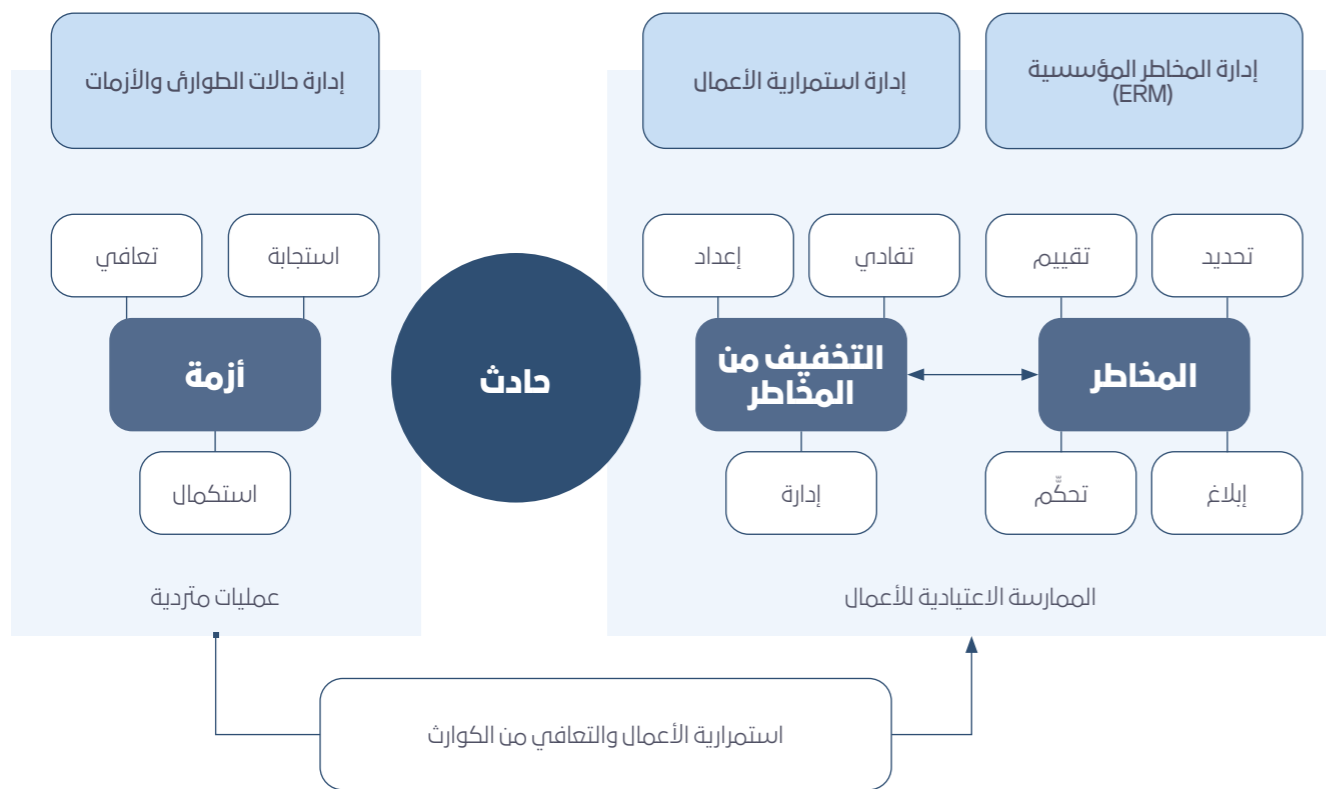 إدارة المخاطر المؤسسية
(ERM)
إدارة استمرارية الأعمال
إدارة حالات الطوارئ والأزمات
تحديد
تقييم
تفادي
إعداد
استجابة
تعافي
المخاطر
التخفيف من
المخاطر
حادث
أزمة
إبلاغ
تحكّم
إدارة
استكمال
الممارسة الاعتيادية للأعمال
عمليات متردية
استمرارية الأعمال والتعافي من الكوارث